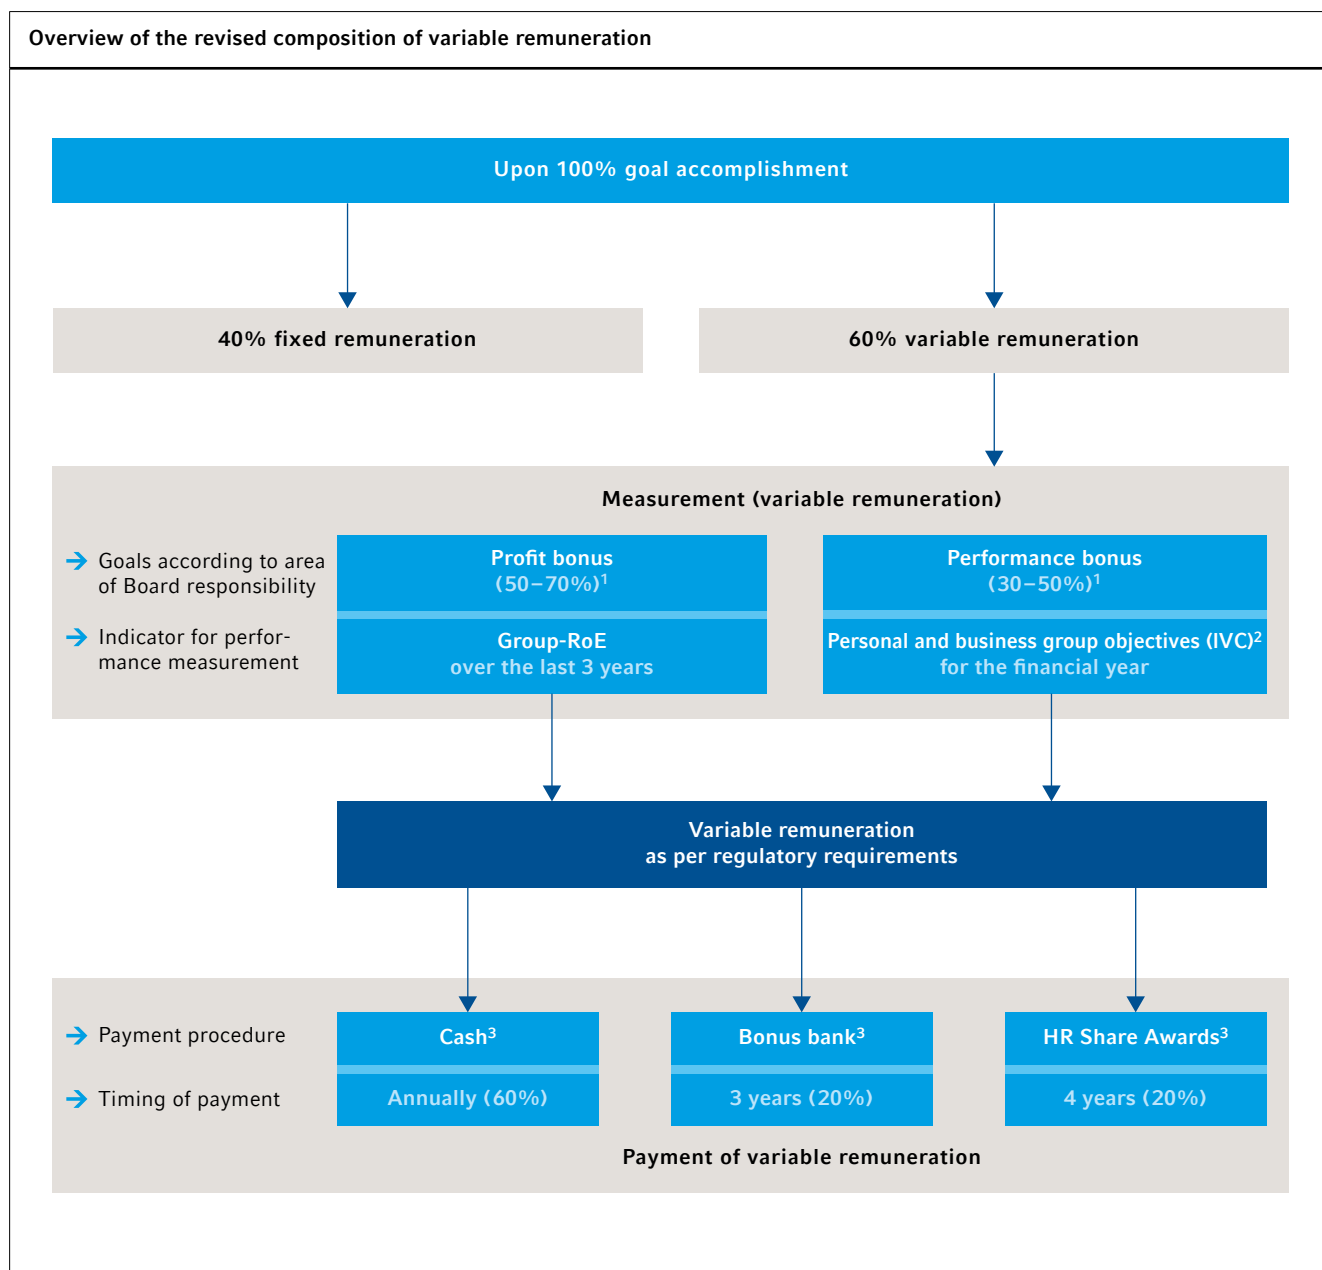 Overview of the revised composition of variable remuneration
Upon 100% goal accomplishment
40% fixed remuneration
60% variable remuneration
Measurement (variable remuneration)
→ Goals according to area
of Board responsibility
Profit bonus
(50–70%)¹
Performance bonus
(30–50%)¹
→ Indicator for perfor-
mance measurement
Group-RoE
over the last 3 years
Personal and business group objectives (IVC)²
for the financial year
Variable remuneration
as per regulatory requirements
→ Payment procedure
Cash³
Bonus bank³
HR Share Awards³
→ Timing of payment
Annually (60%)
3 years (20%)
4 years (20%)
Payment of variable remuneration